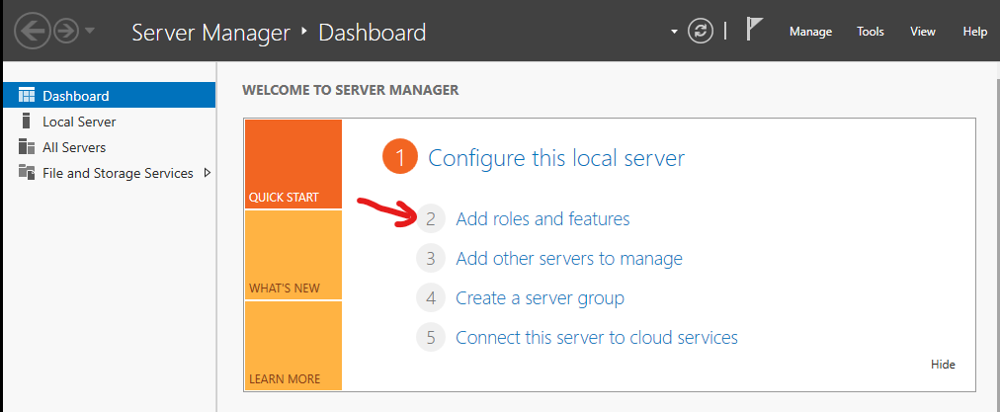 Server Manager ‣ Dashboard
Manage Tools View Help
Dashboard
Local Server
All Servers
File and Storage Services
WELCOME TO SERVER MANAGER
QUICK START
WHAT'S NEW
LEARN MORE
1 Configure this local server
2 Add roles and features
3 Add other servers to manage
4 Create a server group
5 Connect this server to cloud services
Hide